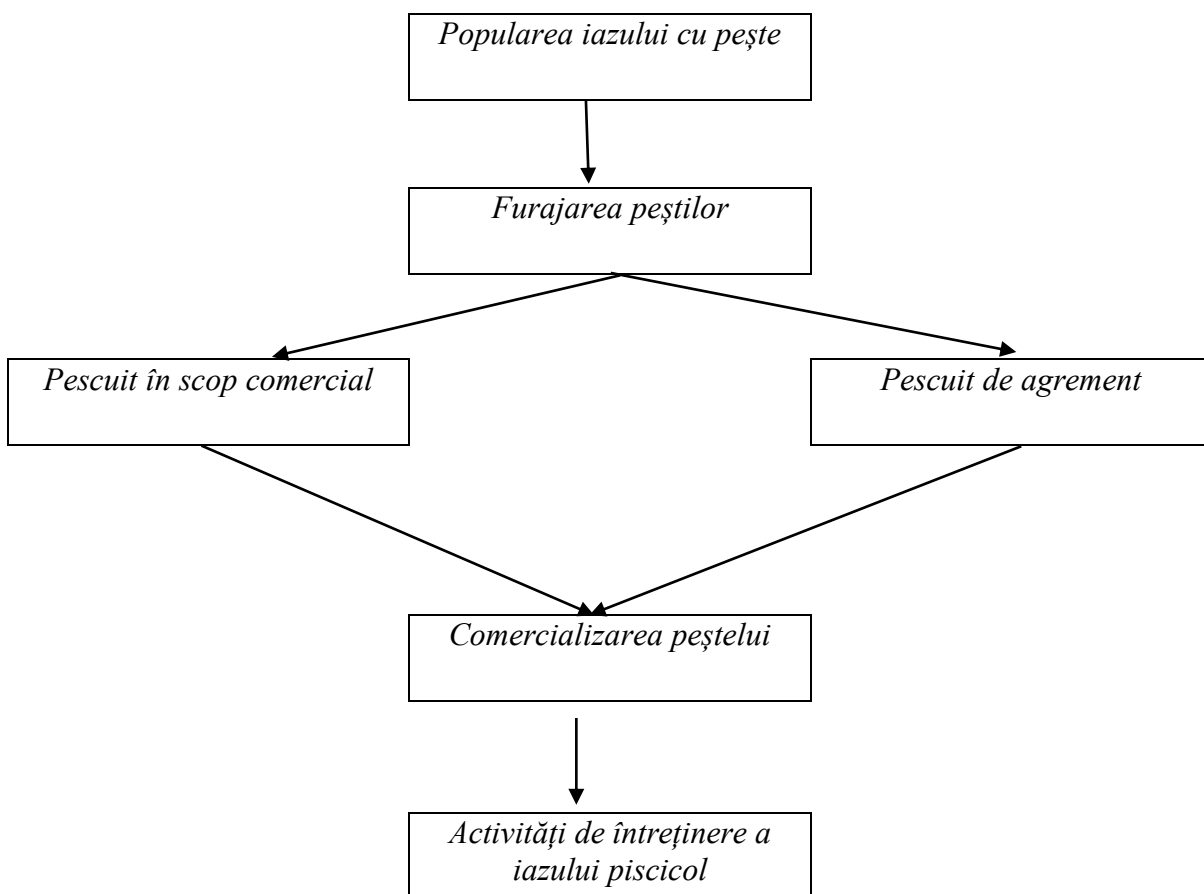 Popularea iazului cu pește
Furajarea peștilor
Pescuit în scop comercial
Pescuit de agrement
Comercializarea peștelui
Activități de întreținere a
iazului piscicol